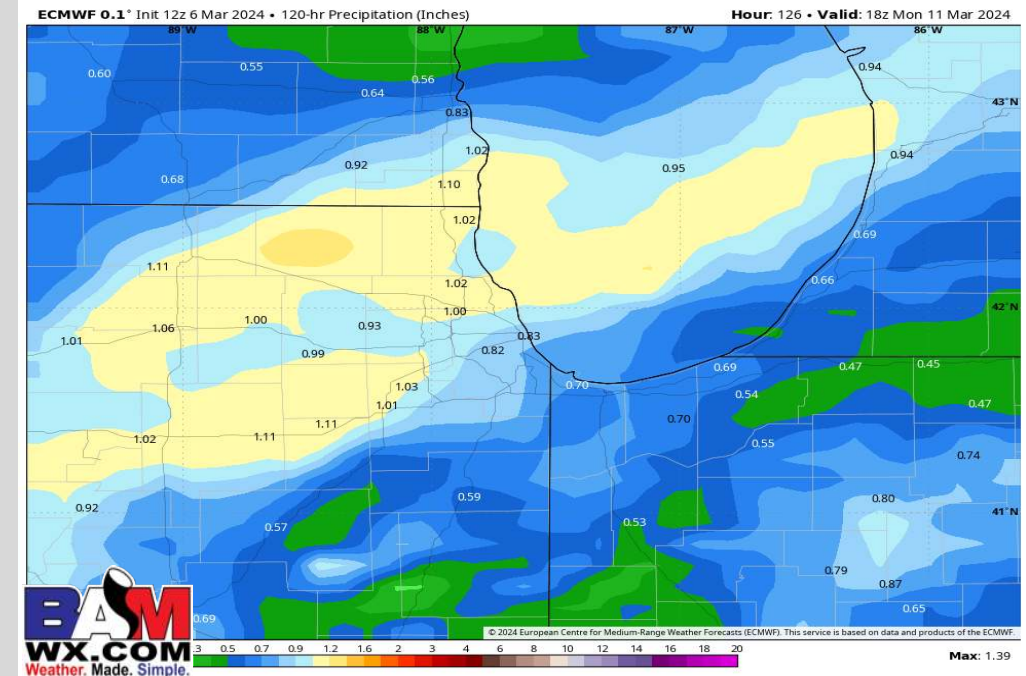 ECMWF 0.1° Init 12z 6 Mar 2024 • 120-hr Precipitation (Inches) Hour: 126 • Valid: 18z Mon 11 Mar 2024
89°W 88°W 87°W 86°W
0.60 0.55 0.56 0.94
0.64
0.83 43°N
1.02 0.92 0.95 0.94
0.68 1.10
1.02
0.69
1.11
1.02 0.66
1.00 42°N
1.06 1.00 0.93
1.01 0.83
0.99 0.82
0.69 0.47 0.45
1.03 0.70
0.54
1.01 0.47
0.70
1.11
1.02 1.11 0.55
0.74
0.59 0.80
0.92 41°N
0.57 0.53
0.79
0.87
0.65
0.69
© 2024 European Centre for Medium-Range Weather Forecasts (ECMWF). This service is based on data and products of the ECMWF.
BAM
WX.COM
Weather. Made. Simple.
.3 0.5 0.7 0.9 1.2 1.6 2 3 4 6 8 10 12 14 16 18 20
Max: 1.39